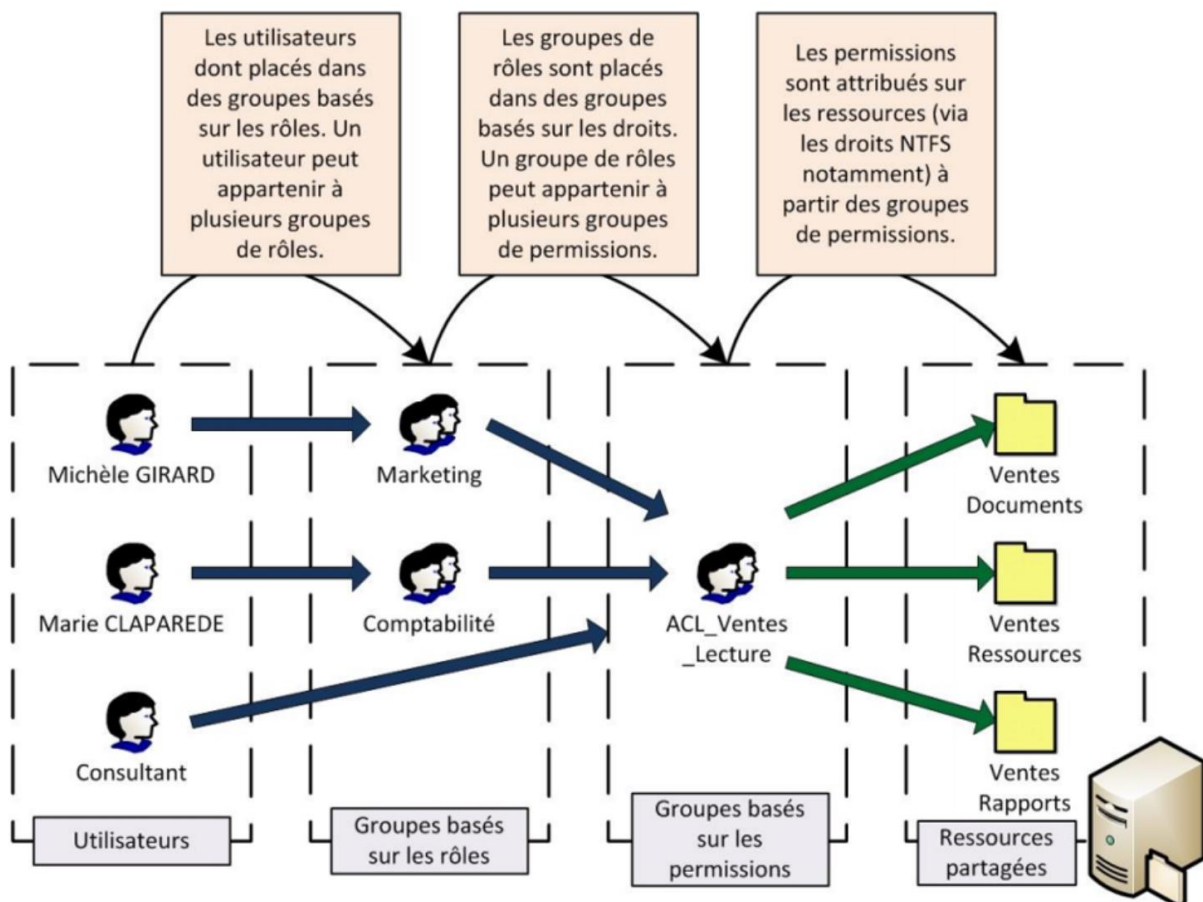 Les utilisateurs
dont placés dans
des groupes basés
sur les rôles. Un
utilisateur peut
appartenir à
plusieurs groupes
de rôles.
Les groupes de
rôles sont placés
dans des groupes
basés sur les droits.
Un groupe de rôles
peut appartenir à
plusieurs groupes
de permissions.
Les permissions
sont attribués sur
les ressources (via
les droits NTFS
notamment) à
partir des groupes
de permissions.
Michèle GIRARD
Marketing
Ventes
Documents
Marie CLAPAREDE
Comptabilité
ACL_Ventes
_Lecture
Ventes
Ressources
Consultant
Ventes
Rapports
Utilisateurs
Groupes basés
sur les rôles
Groupes basés
sur les
permissions
Ressources
partagées